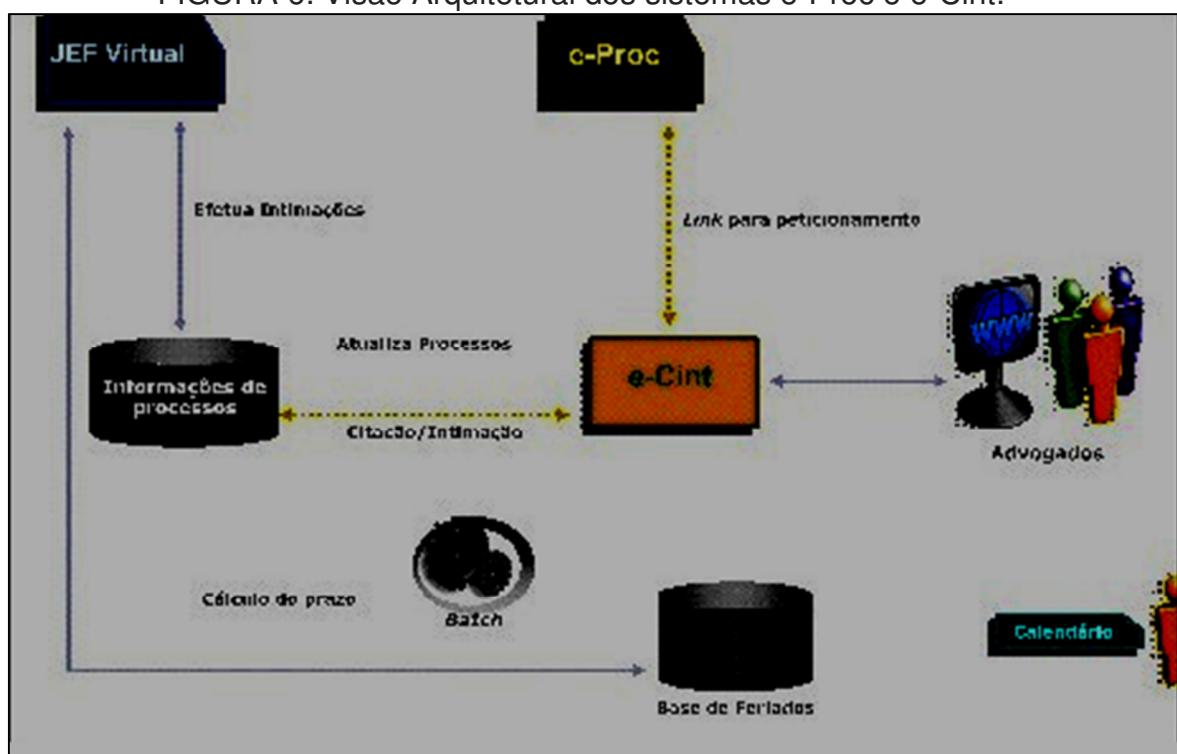 FIGURA 6: Visão Arquitetural dos sistemas e-Proc e e-Cint.
JEF Virtual
e-Proc
Efetua Intimações
Link para peticionamento
Atualiza Processos
e-Cint
Informações de
processos
Citação/Intimação
WWW
Advogados
Cálculo do prazo
Batch
Calendário
Base de Feriados